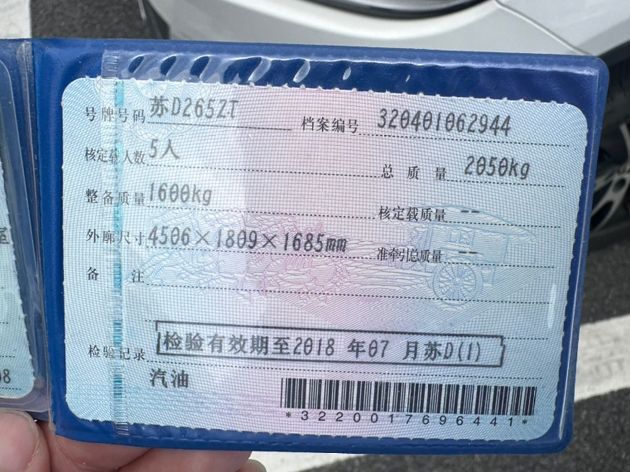 号牌号码 苏D265ZT 档案编号 320401062944
核定载人数 5人 总质量 2050kg
整备质量 1600kg 核定载质量 --
外廓尺寸 4506×1809×1685mm 准牵引总质量 --
备注
检验记录 检验有效期至2018年07月苏D(1)
汽油
*3220017696441*